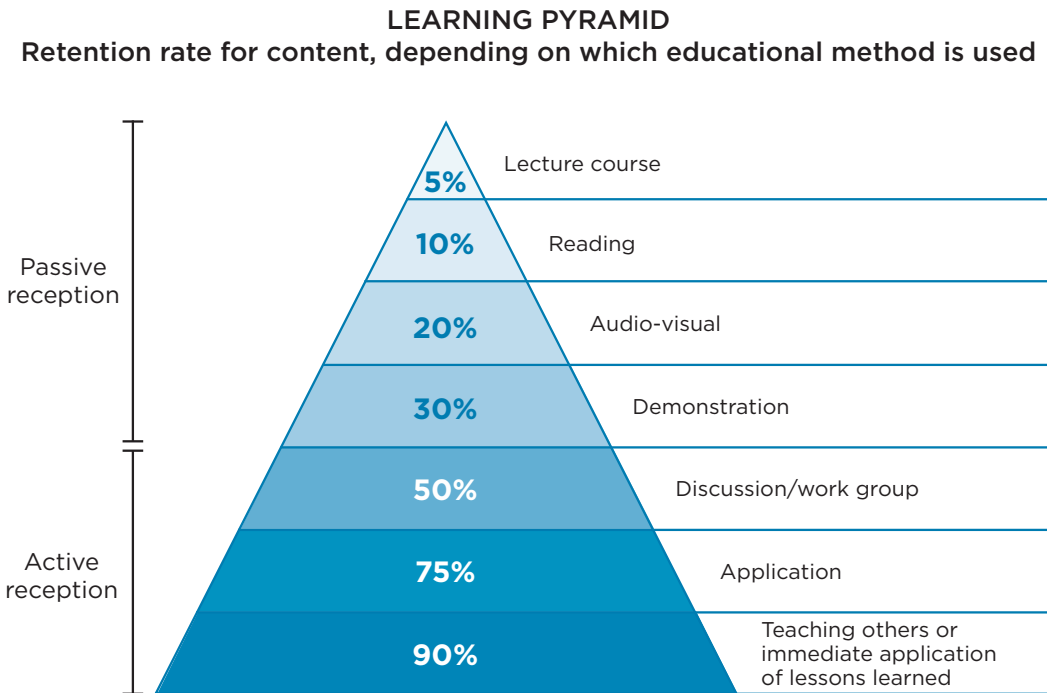 LEARNING PYRAMID
Retention rate for content, depending on which educational method is used
Passive
reception
5%
Lecture course
10%
Reading
20%
Audio-visual
30%
Demonstration
Active
reception
50%
Discussion/work group
75%
Application
90%
Teaching others or
immediate application
of lessons learned